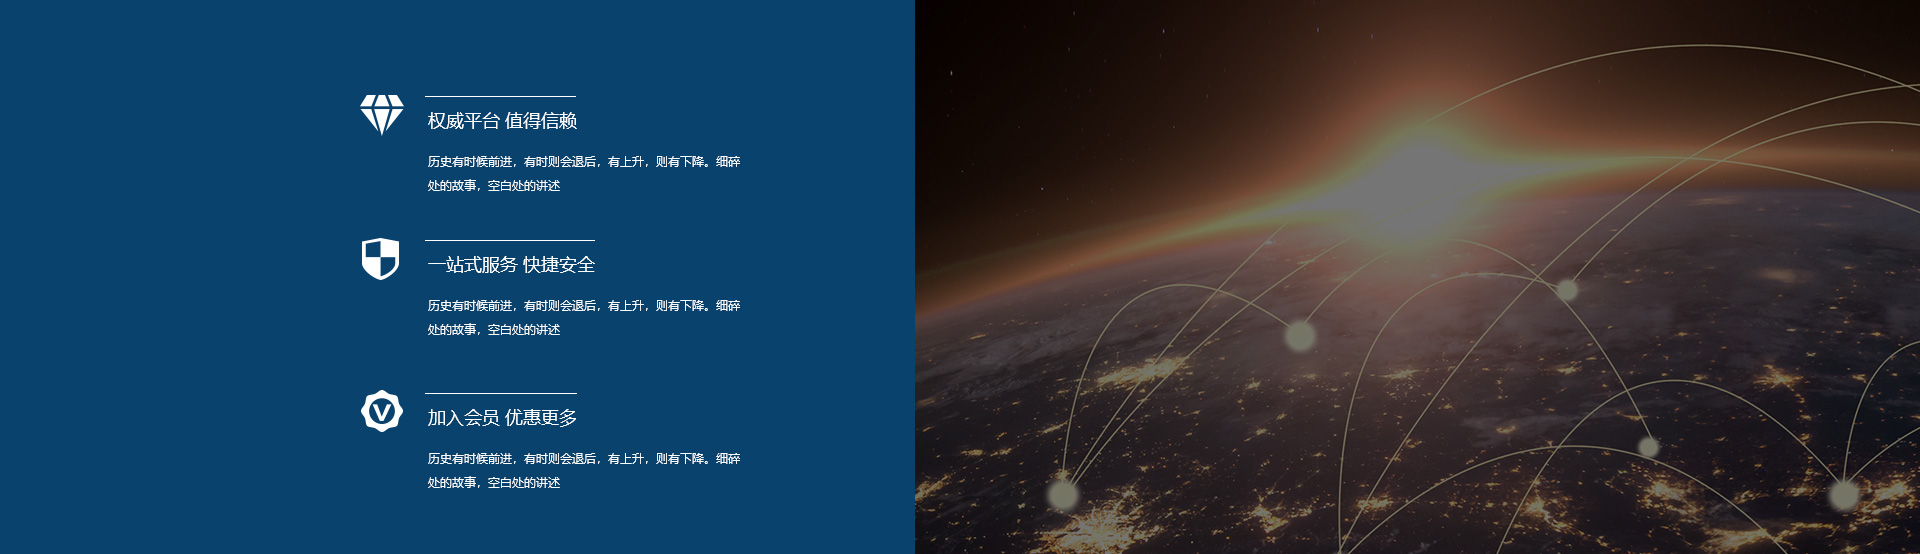 权威平台 值得信赖
历史有时候前进，有时则会退后，有上升，则有下降。细碎
处的故事，空白处的讲述
一站式服务 快捷安全
历史有时候前进，有时则会退后，有上升，则有下降。细碎
处的故事，空白处的讲述
V
加入会员 优惠更多
历史有时候前进，有时则会退后，有上升，则有下降。细碎
处的故事，空白处的讲述